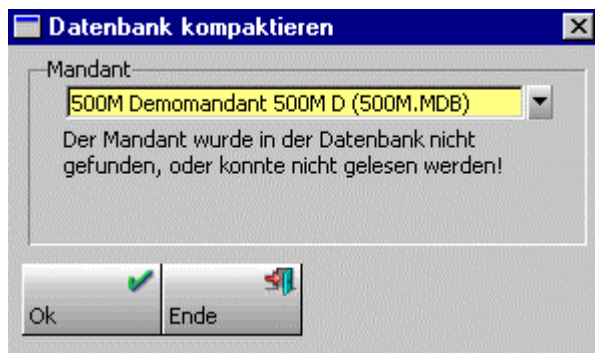 Datenbank kompaktieren
Mandant
500M Demomandant 500M D (500M.MDB)
Der Mandant wurde in der Datenbank nicht
gefunden, oder konnte nicht gelesen werden!
Ok
Ende